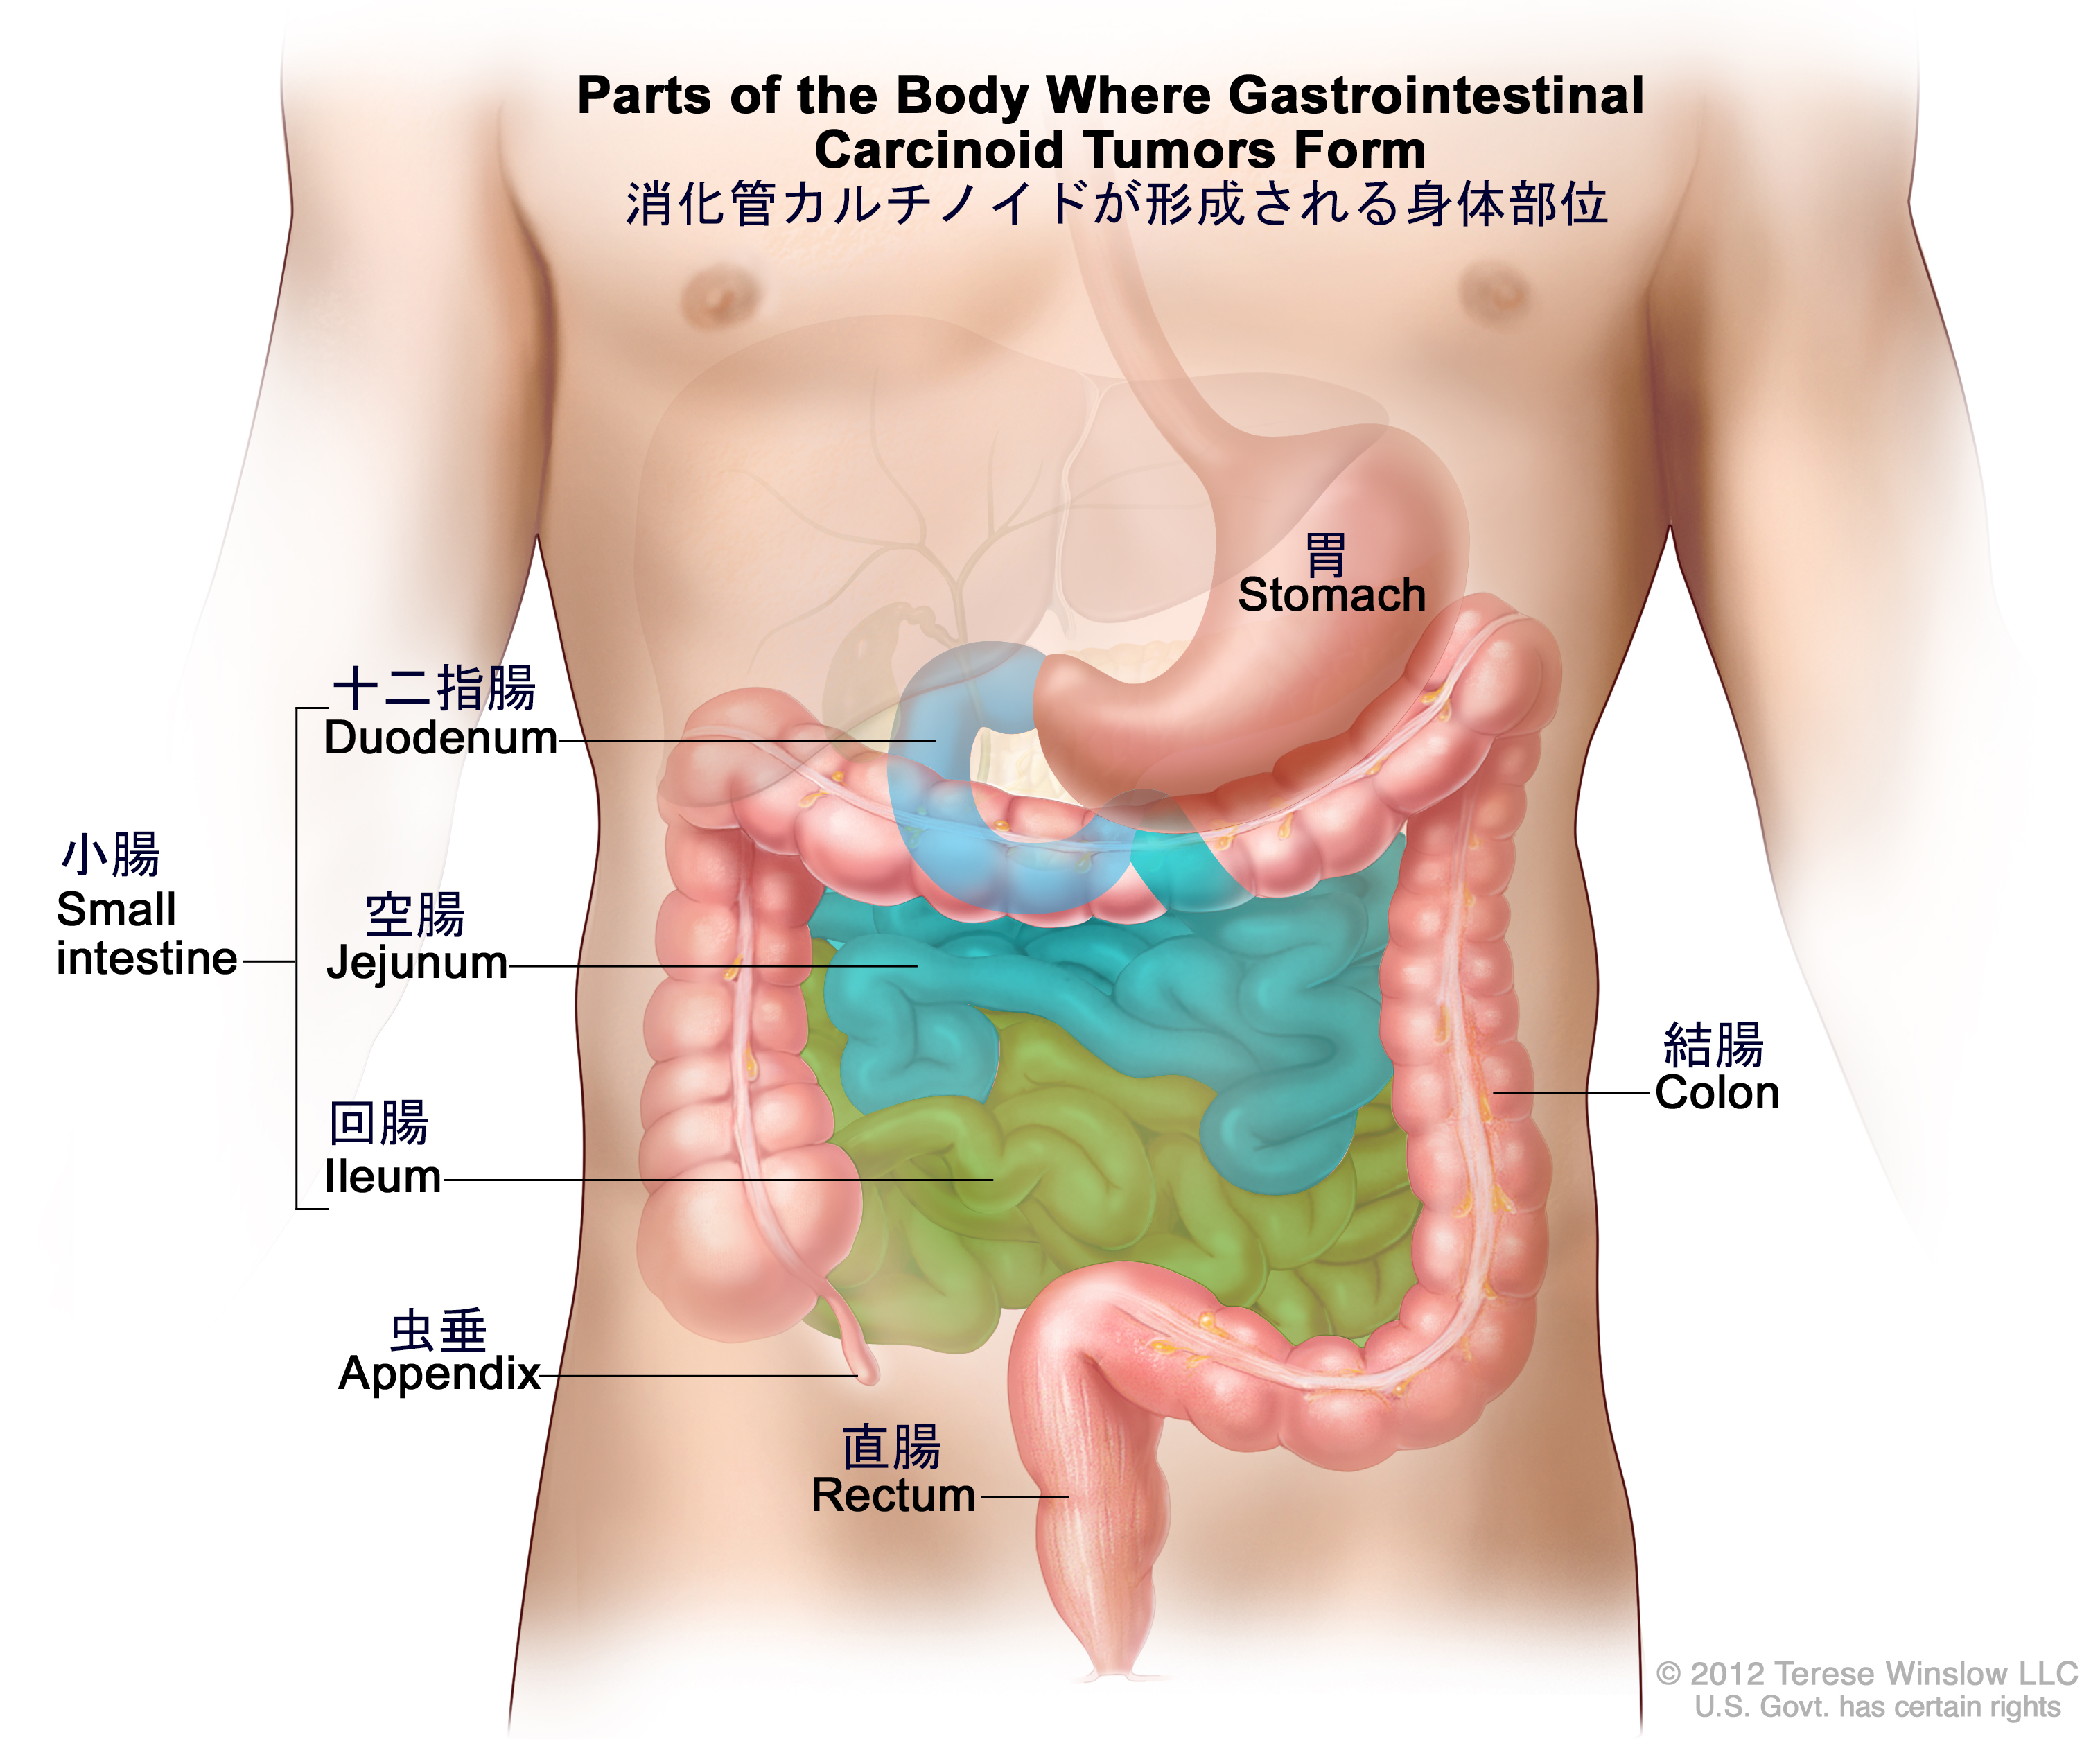 Parts of the Body Where Gastrointestinal
Carcinoid Tumors Form
消化管カルチノイドが形成される身体部位
胃
Stomach
十二指腸
Duodenum
小腸
Small
intestine
空腸
Jejunum
結腸
Colon
回腸
Ileum
虫垂
Appendix
直腸
Rectum
© 2012 Terese Winslow LLC
U.S. Govt. has certain rights